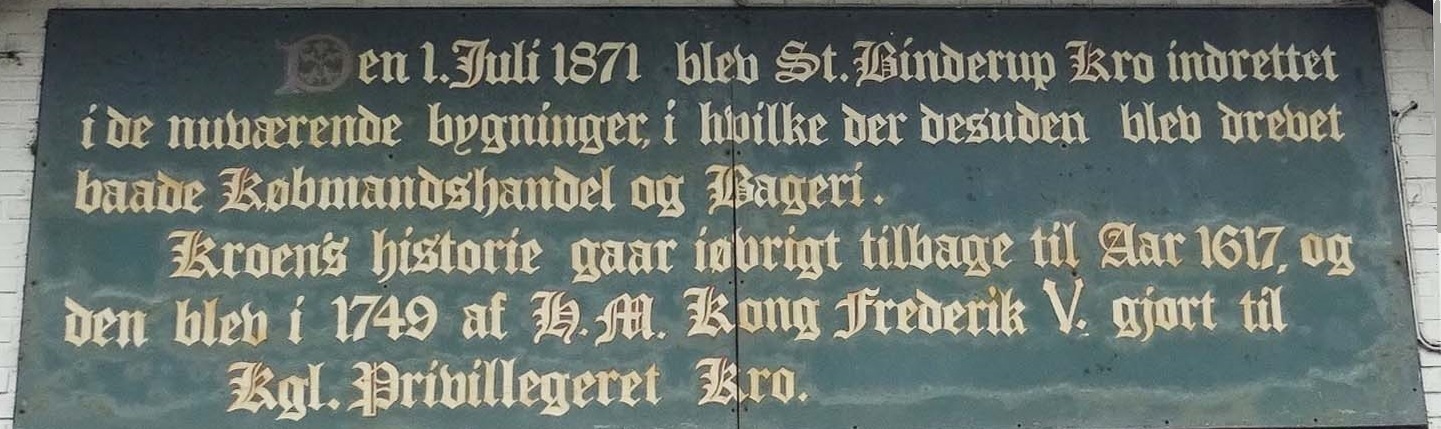 Den 1. Juli 1871 blev St. Binderup Kro indrettet
i de nuværende bygninger, i hvilke der desuden blev drevet
baade Købmandshandel og Bageri.
Kroen's historie gaar iøvrigt tilbage til Aar 1617, og
den blev i 1749 af H. M. Kong Frederik V. gjort til
Kgl. Privillegeret Kro.